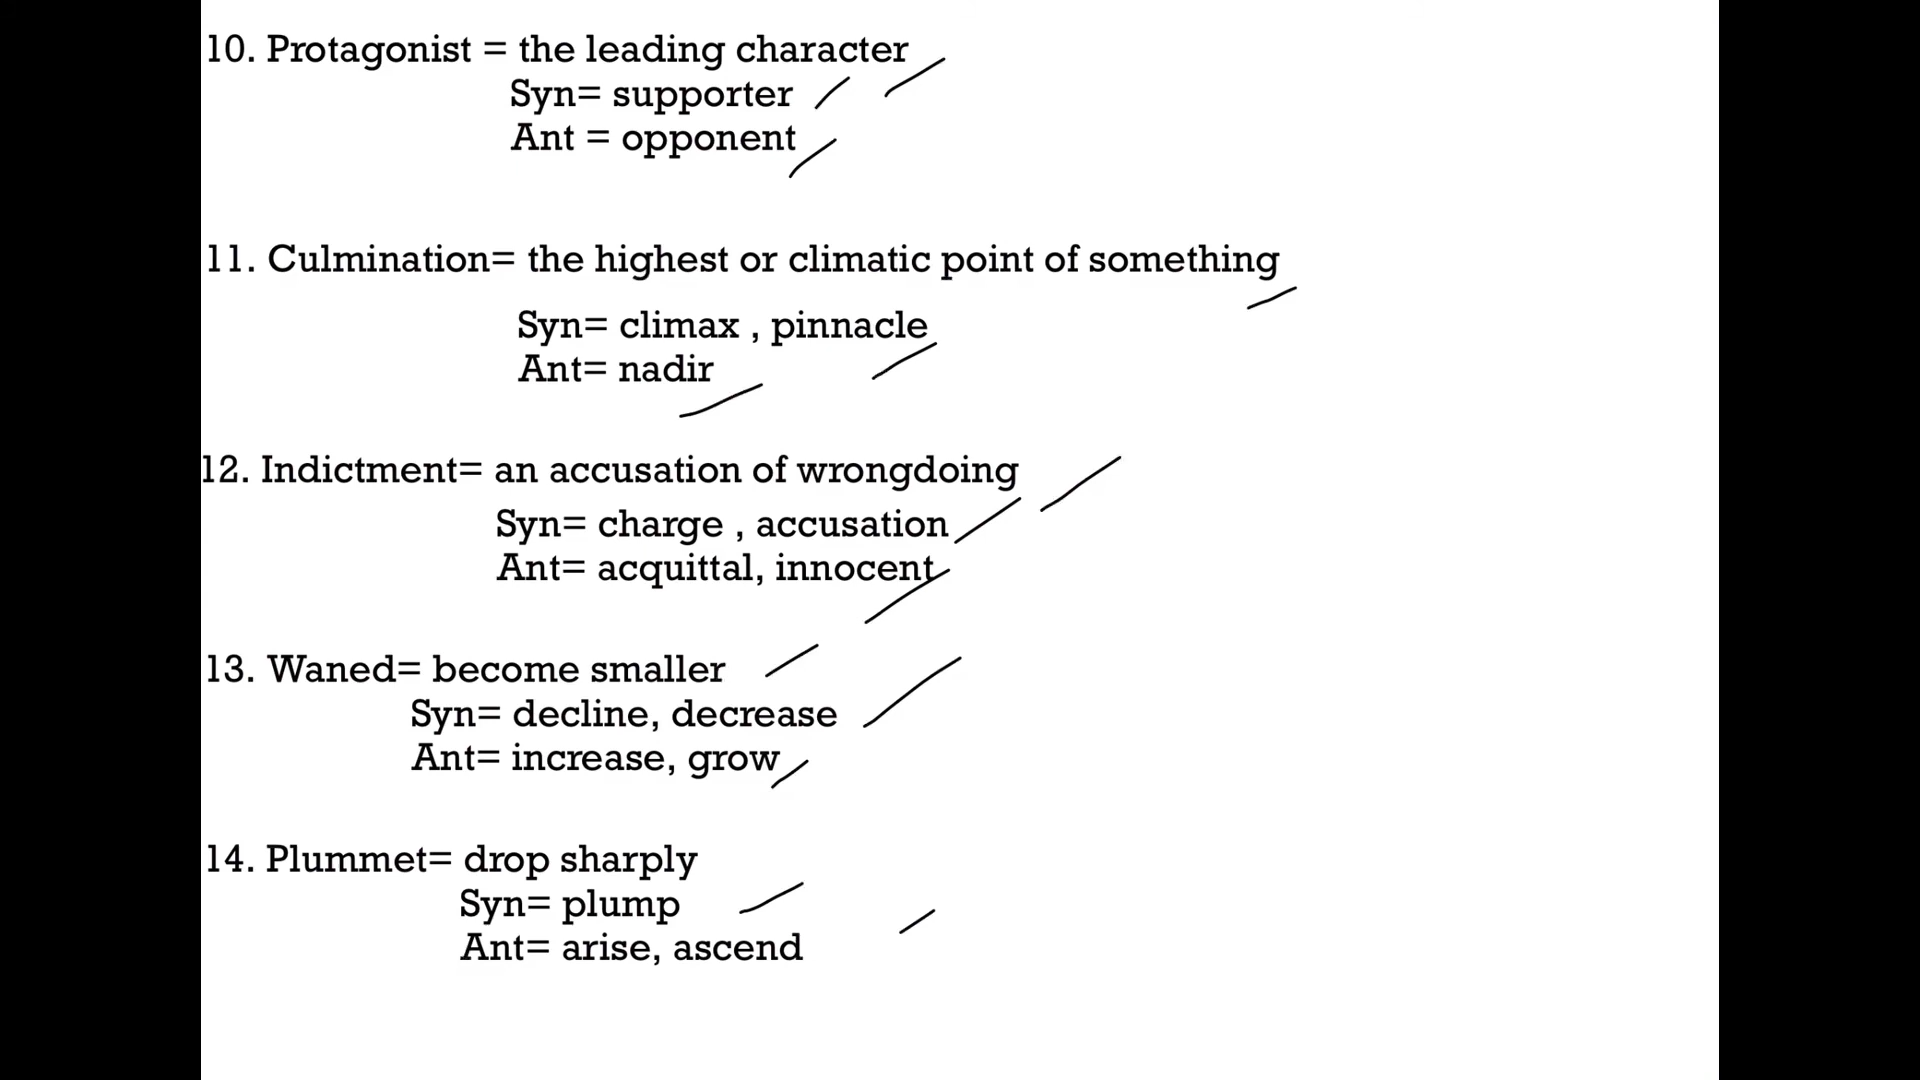 10. Protagonist = the leading character
Syn= supporter
Ant = opponent
11. Culmination= the highest or climatic point of something
Syn= climax , pinnacle
Ant= nadir
12. Indictment= an accusation of wrongdoing
Syn= charge , accusation
Ant= acquittal, innocent
13. Waned= become smaller
Syn= decline, decrease
Ant= increase, grow
14. Plummet= drop sharply
Syn= plump
Ant= arise, ascend